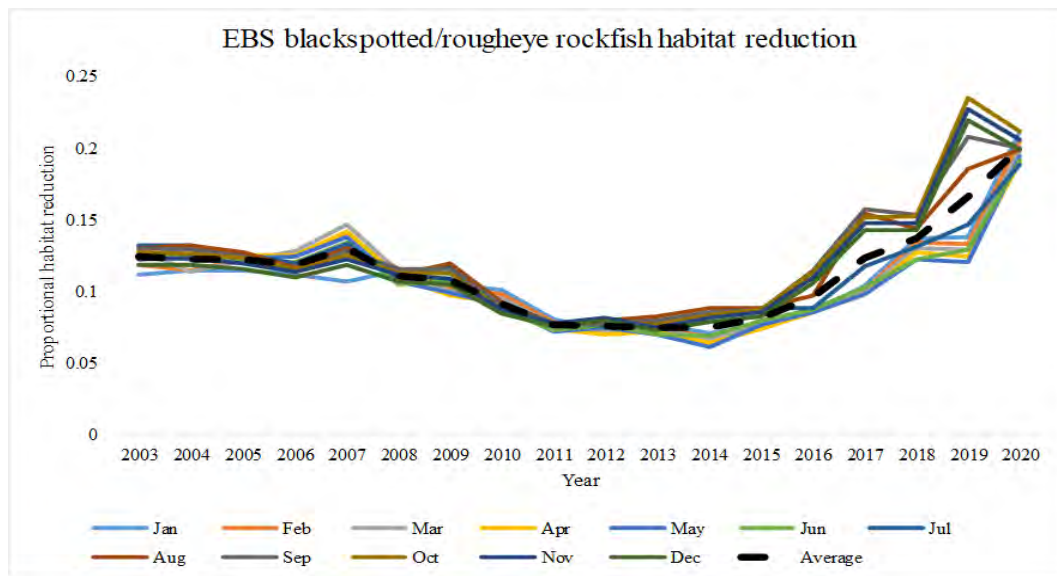 EBS blackspotted/rougheye rockfish habitat reduction
0.25
0.2
0.15
0.1
0.05
0
Proportional habitat reduction
2003 2004 2005 2006 2007 2008 2009 2010 2011 2012 2013 2014 2015 2016 2017 2018 2019 2020
Year
Jan Feb Mar Apr May Jun Jul
Aug Sep Oct Nov Dec Average